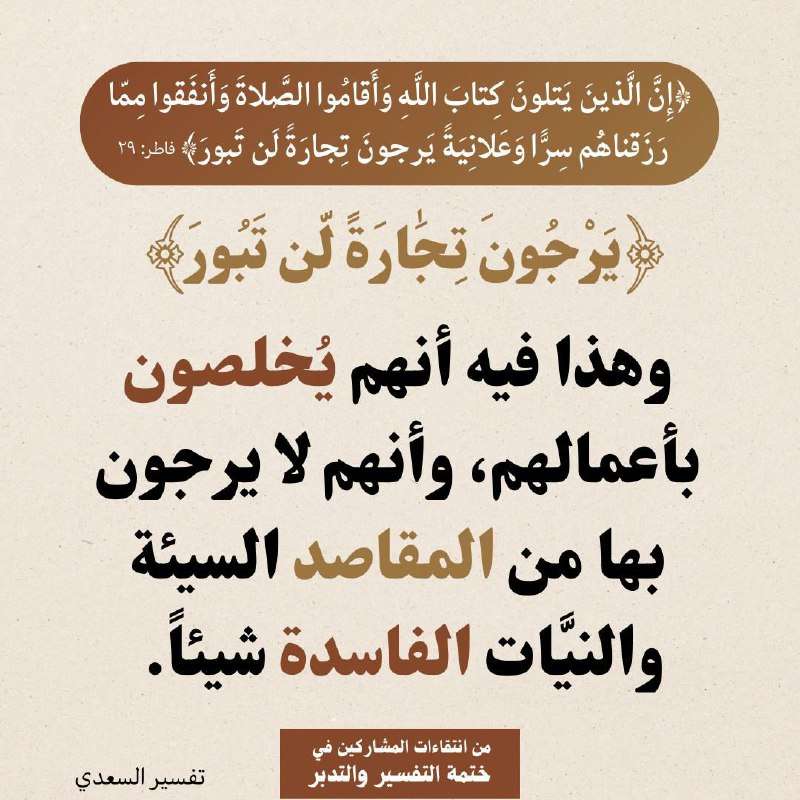 ﴿إِنَّ الَّذينَ يَتلونَ كِتابَ اللَّهِ وَأَقامُوا الصَّلاةَ وَأَنفَقوا مِمّا
رَزَقناهُم سِرًّا وَعَلانِيَةً يَرجونَ تِجارَةً لَن تَبورَ﴾ فاطر: ٢٩
﴿يَرْجُونَ تِجَٰارَةً لَّن تَبُورَ﴾
وهذا فيه أنهم يُخلصون
بأعمالهم، وأنهم لا يرجون
بها من المقاصد السيئة
والنيَّات الفاسدة شيئاً.
من انتقاءات المشاركين في
ختمة التفسير والتدبر
تفسير السعدي